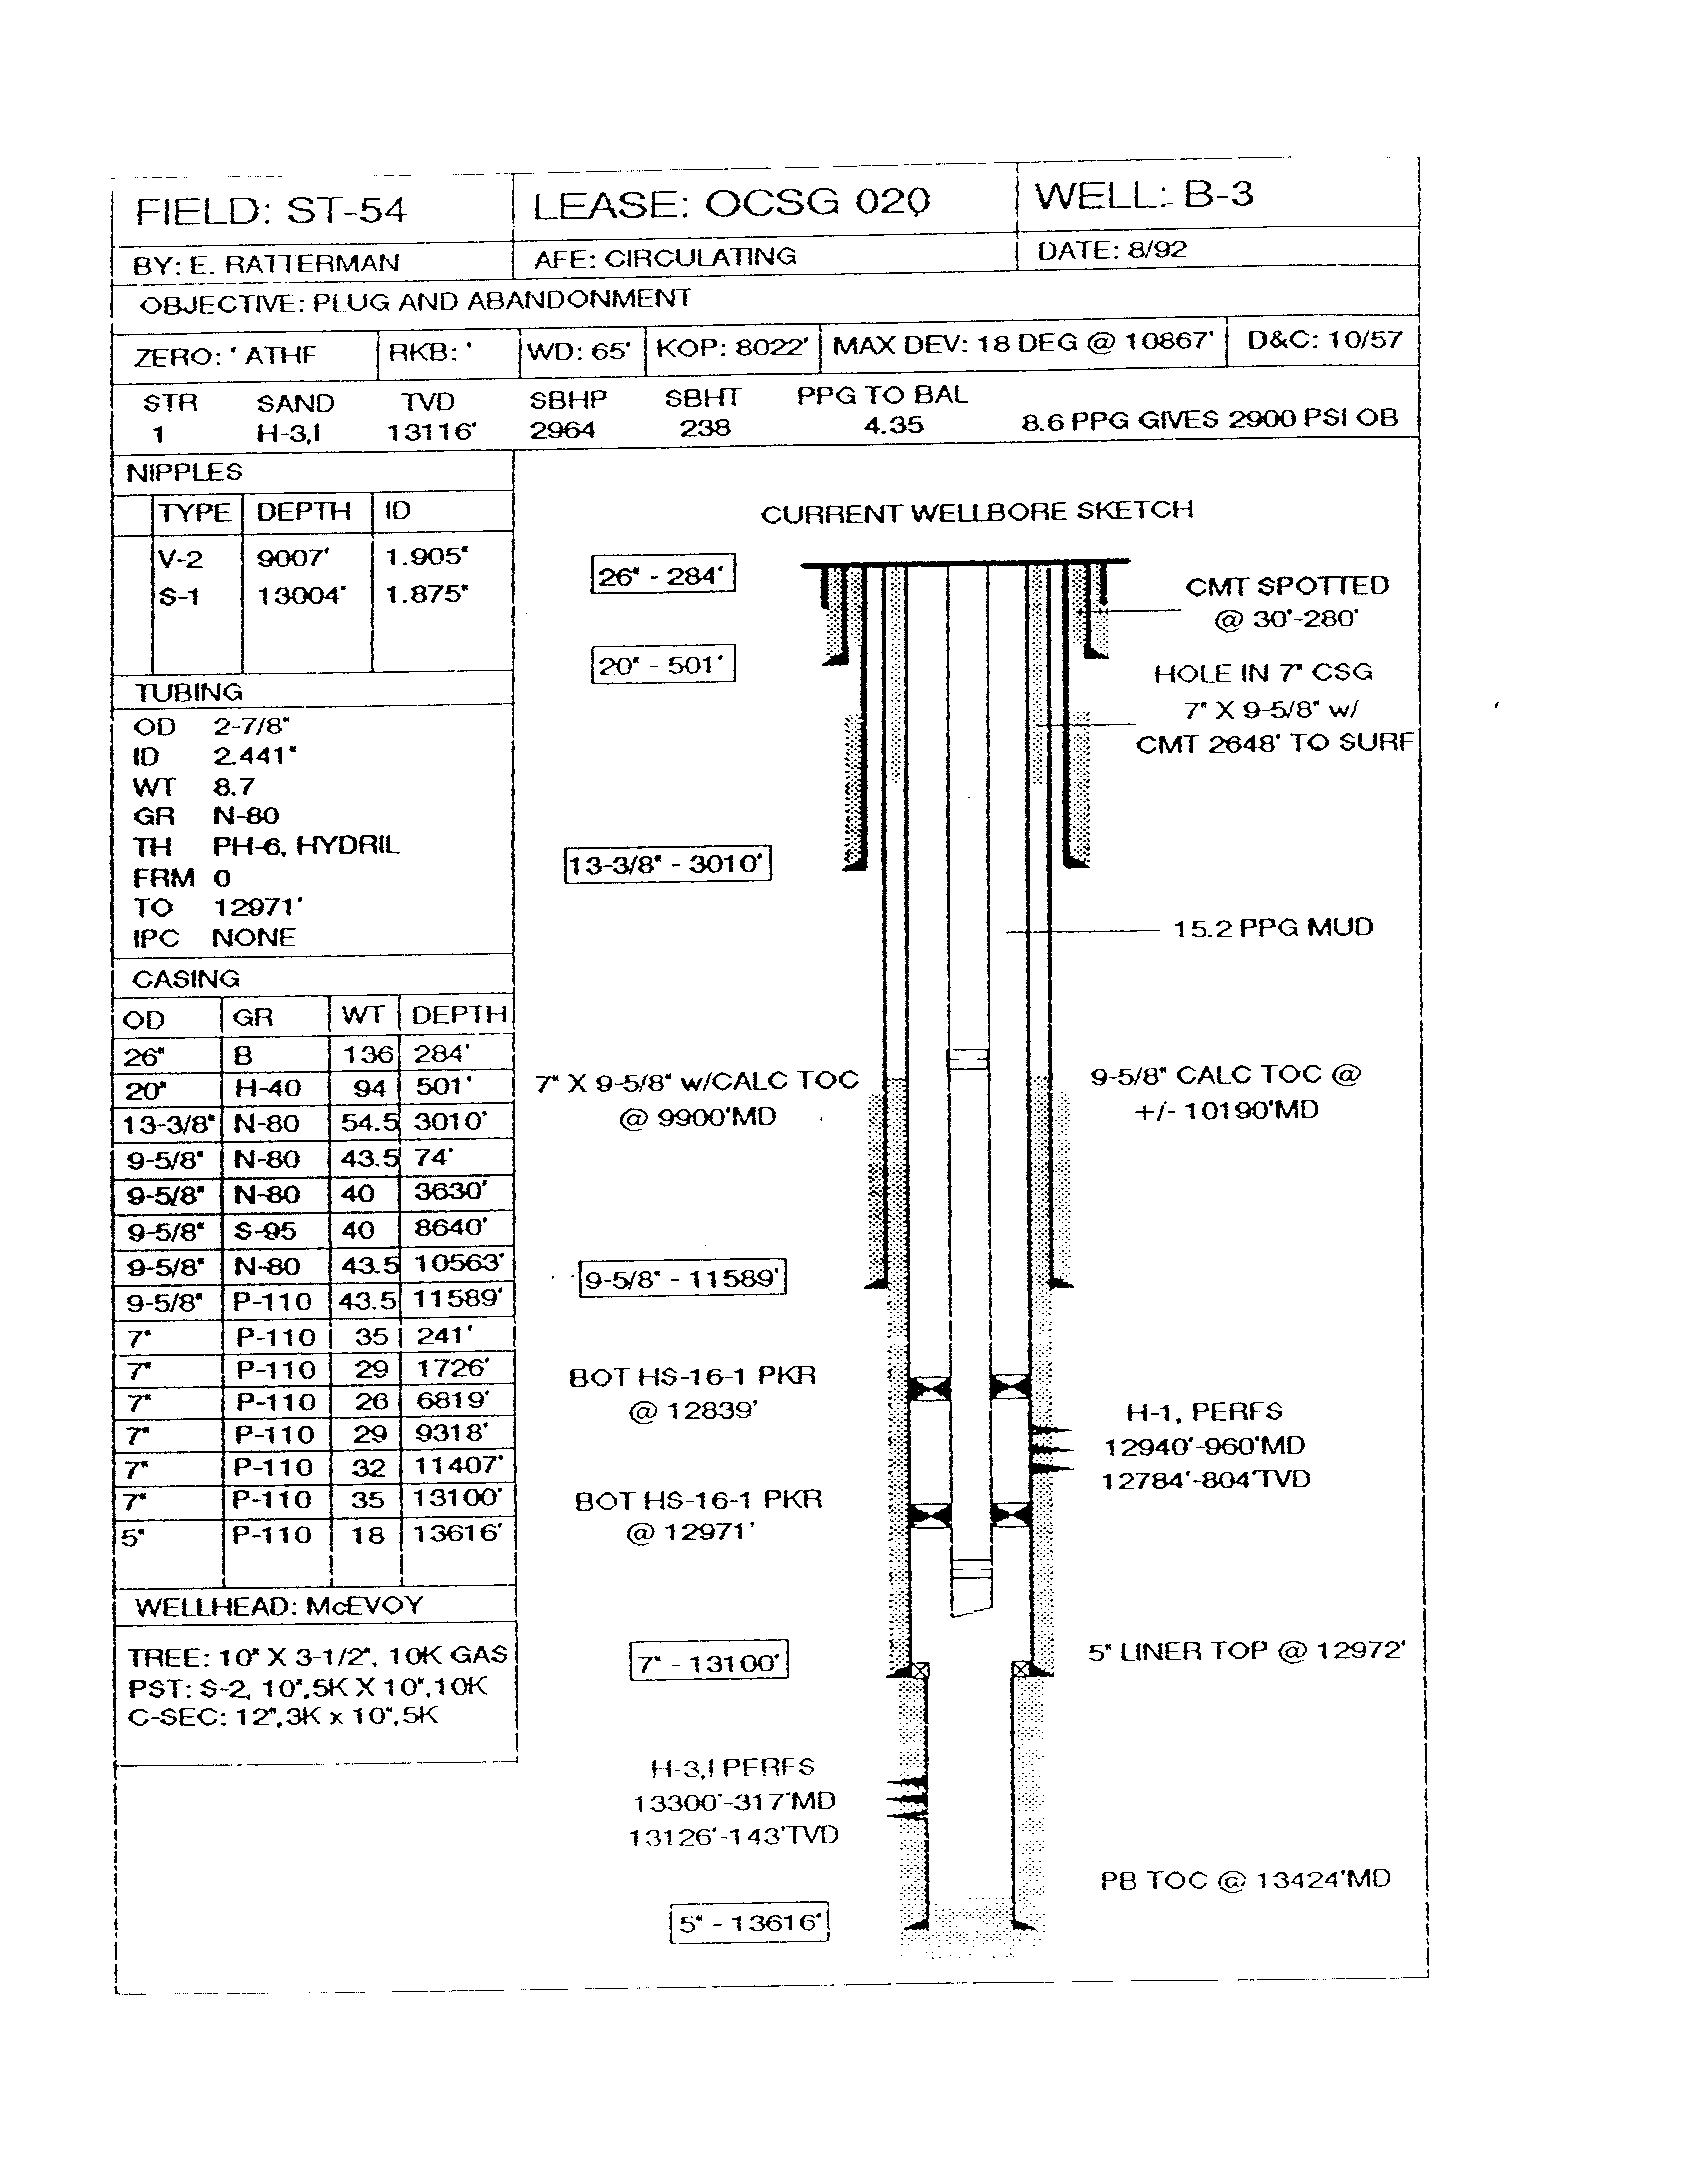 FIELD: ST-54 LEASE: OCSG 020 WELL: B-3
BY: E. RATTERMAN AFE: CIRCULATING DATE: 8/92
OBJECTIVE: PLUG AND ABANDONMENT
ZERO: ' ATHF RKB: ' WD: 65' KOP: 8022' MAX DEV: 18 DEG @ 10867' D&C: 10/57
STR SAND TVD SBHP SBHT PPG TO BAL
1 H-3,I 13116' 2964 238 4.35 8.6 PPG GIVES 2900 PSI OB
NIPPLES
TYPE DEPTH ID
V-2 9007' 1.905"
S-1 13004' 1.875"
TUBING
OD 2-7/8"
ID 2.441"
WT 8.7
GR N-80
TH PH-6, HYDRIL
FRM 0
TO 12971'
IPC NONE
CASING
OD GR WT DEPTH
26" B 136 284'
20" H-40 94 501'
13-3/8" N-80 54.5 3010'
9-5/8" N-80 43.5 74'
9-5/8" N-80 40 3630'
9-5/8" S-95 40 8640'
9-5/8" N-80 43.5 10563'
9-5/8" P-110 43.5 11589'
7" P-110 35 241'
7" P-110 29 1726'
7" P-110 26 6819'
7" P-110 29 9318'
7" P-110 32 11407'
7" P-110 35 13100'
5" P-110 18 13616'
WELLHEAD: McEVOY
TREE: 10" X 3-1/2", 10K GAS
PST: S-2, 10",5K X 10",10K
C-SEC: 12",3K x 10",5K
CURRENT WELLBORE SKETCH
26" - 284'
CMT SPOTTED
@ 30'-280'
20" - 501'
HOLE IN 7" CSG
7" X 9-5/8" w/
CMT 2648' TO SURF
13-3/8" - 3010'
15.2 PPG MUD
7" X 9-5/8" w/CALC TOC
@ 9900'MD
9-5/8" CALC TOC @
+/- 10190'MD
9-5/8" - 11589'
BOT HS-16-1 PKR
@ 12839'
H-1, PERFS
12940'-960'MD
12784'-804'TVD
BOT HS-16-1 PKR
@ 12971'
7" - 13100'
5" LINER TOP @ 12972'
H-3,I PERFS
13300'-317'MD
13126'-143'TVD
PB TOC @ 13424'MD
5" - 13616'